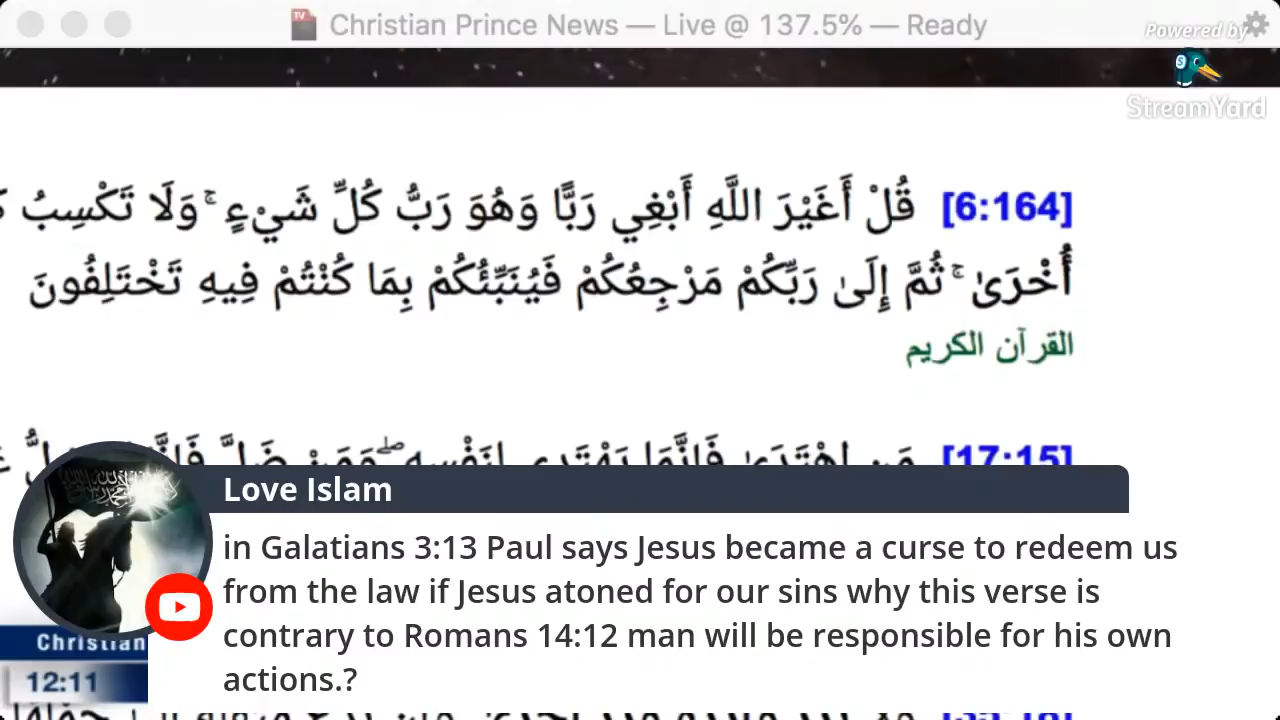 Christian Prince News — Live @ 137.5% — Ready
Powered by
StreamYard
[6:164] قُلْ أَغَيْرَ اللَّهِ أَبْغِي رَبًّا وَهُوَ رَبُّ كُلِّ شَيْءٍ ۚ وَلَا تَكْسِبُ
أُخْرَىٰ ۚ ثُمَّ إِلَىٰ رَبِّكُمْ مَرْجِعُكُمْ فَيُنَبِّئُكُمْ بِمَا كُنْتُمْ فِيهِ تَخْتَلِفُونَ
القرآن الكريم
[17:15] مَنِ اهْتَدَىٰ فَإِنَّمَا يَهْتَدِي لِنَفْسِهِ ۖ وَمَنْ ضَلَّ
Love Islam
in Galatians 3:13 Paul says Jesus became a curse to redeem us
from the law if Jesus atoned for our sins why this verse is
contrary to Romans 14:12 man will be responsible for his own
actions.?
Christian
12:11